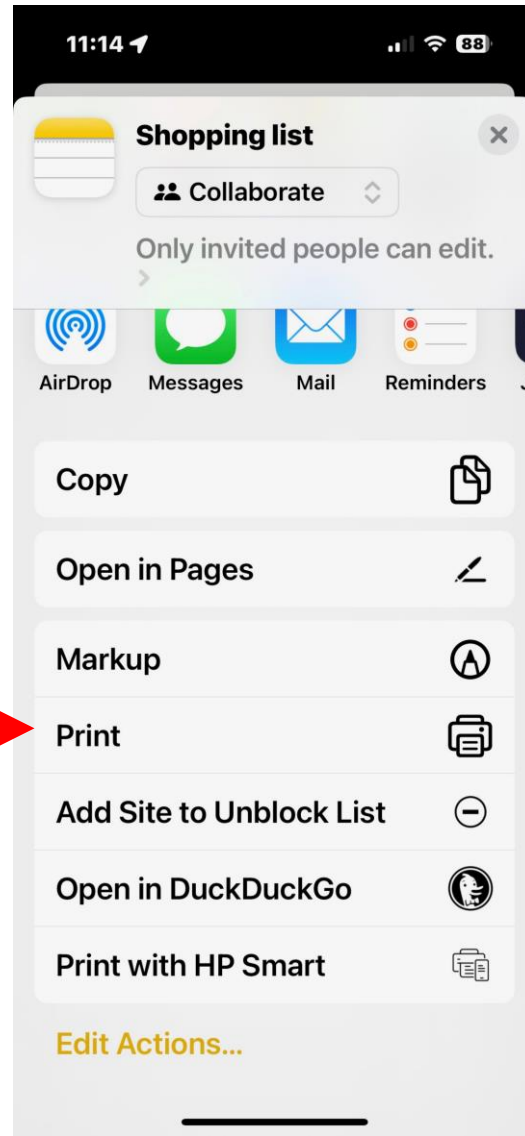 11:14
88
Shopping list
Collaborate
Only invited people can edit.
AirDrop Messages Mail Reminders
Copy
Open in Pages
Markup
Print
Add Site to Unblock List
Open in DuckDuckGo
Print with HP Smart
Edit Actions...